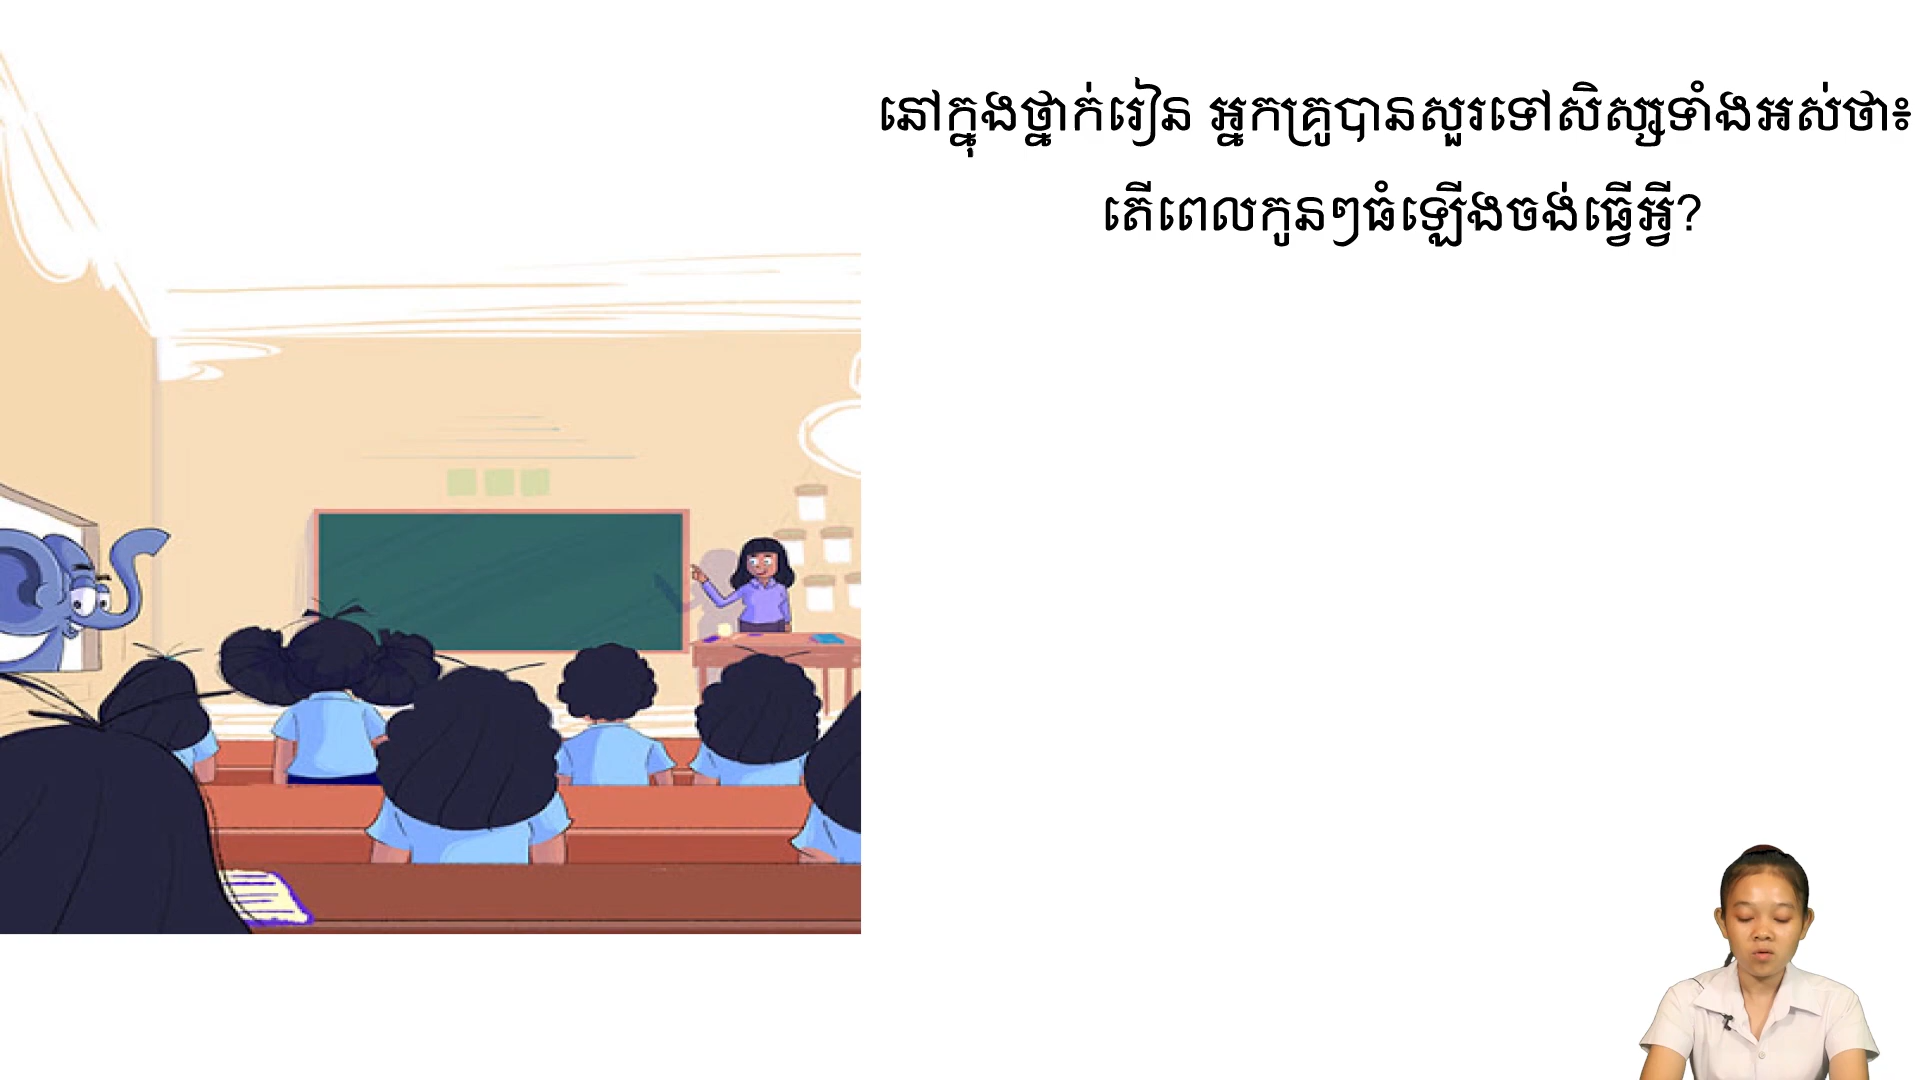 នៅក្នុងថ្នាក់រៀន អ្នកគ្រូបានសួរទៅសិស្សទាំងអស់ថា៖
តើពេលកូនៗធំឡើងចង់ធ្វើអ្វី?